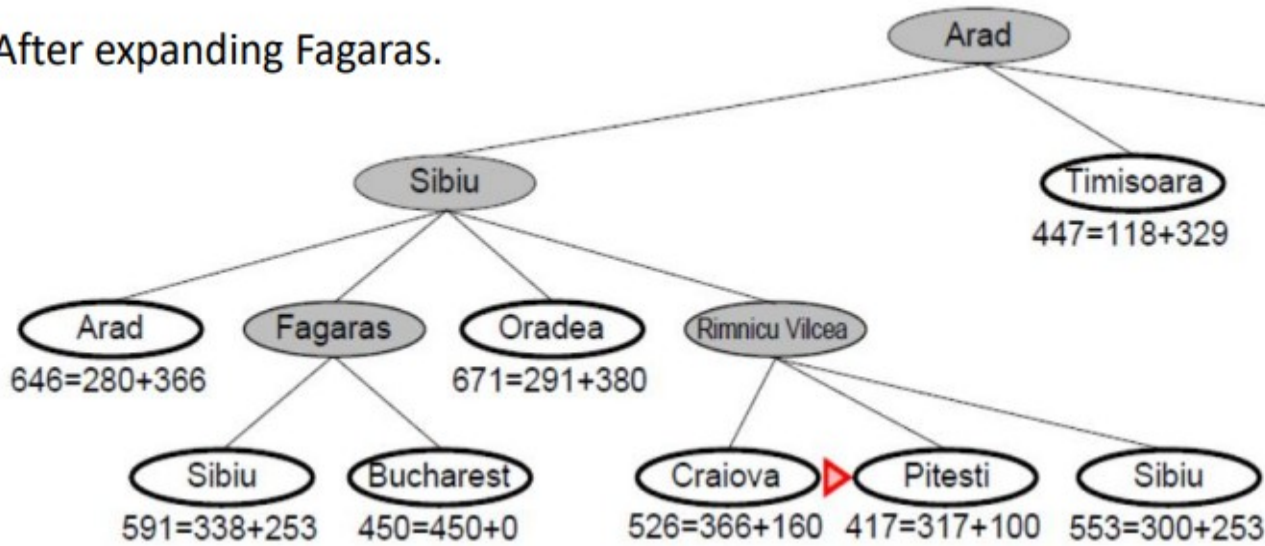 After expanding Fagaras.
Arad
Sibiu
Timisoara
447=118+329
Arad
Fagaras
Oradea
Rimnicu Vilcea
646=280+366
671=291+380
Sibiu
Bucharest
Craiova
Pitesti
Sibiu
591=338+253
450=450+0
526=366+160
417=317+100
553=300+253